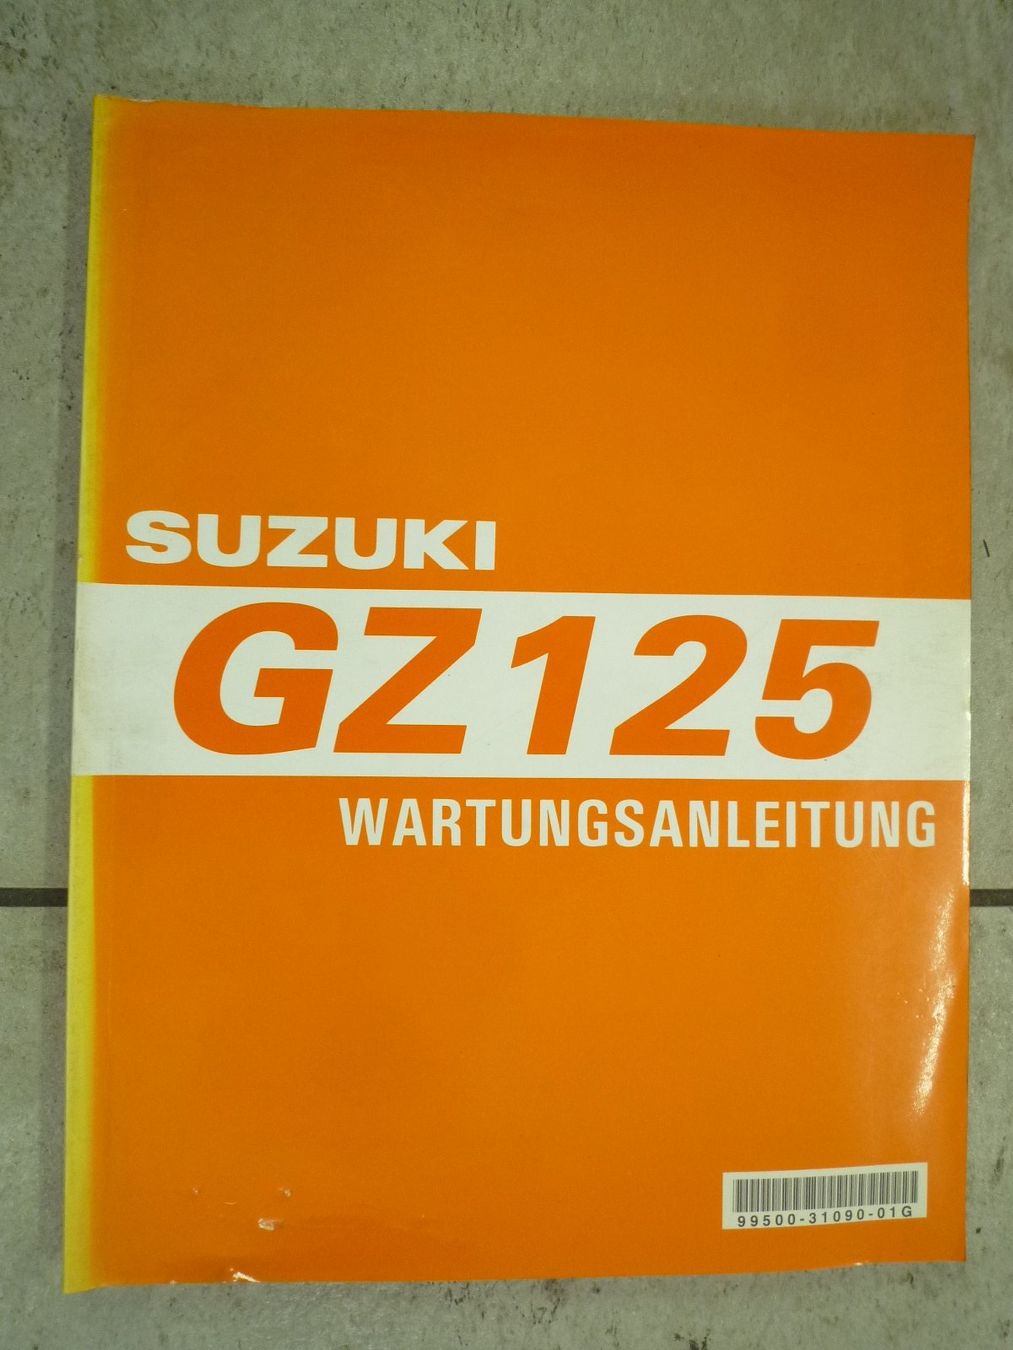 SUZUKI
GZ125
WARTUNGSANLEITUNG
99500-31090-01G